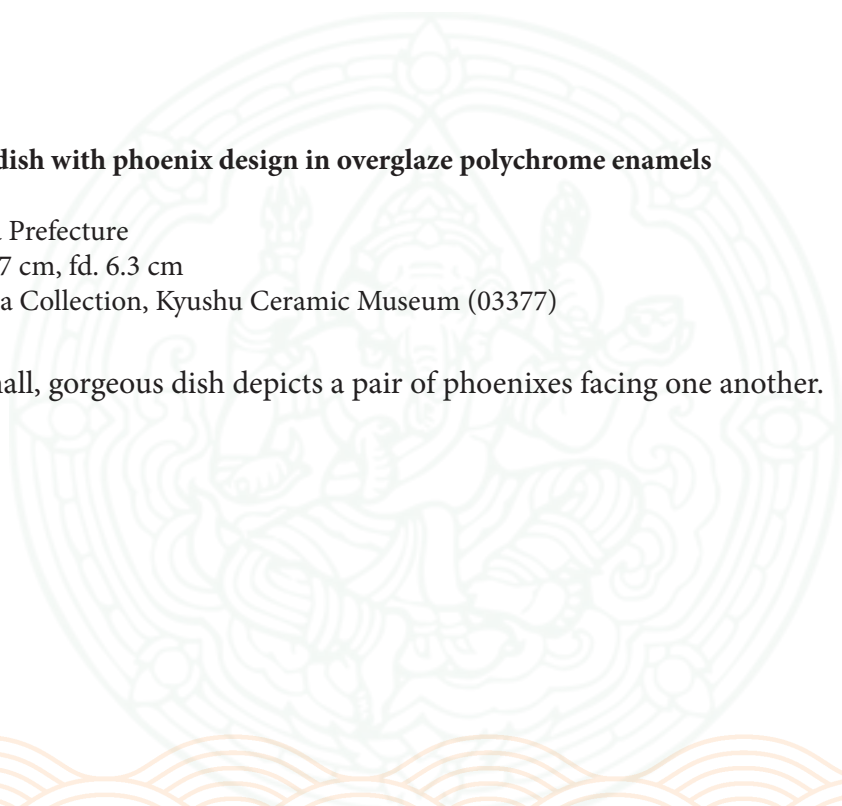 dish with phoenix design in overglaze polychrome enamels
Prefecture
7 cm, fd. 6.3 cm
a Collection, Kyushu Ceramic Museum (03377)
all, gorgeous dish depicts a pair of phoenixes facing one another.